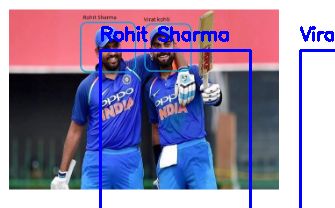 Rohit Sharma
Virat kohli
Rohit Sharma
Vira
oppo
INDIA
oppo
INDIA